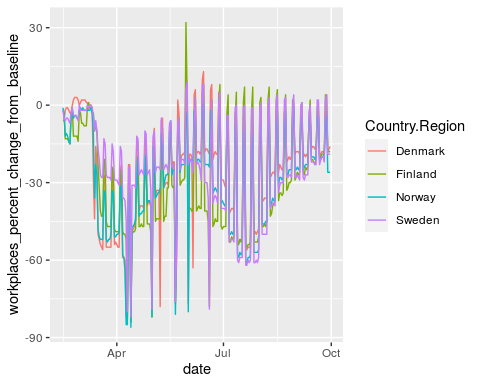 workplaces_percent_change_from_baseline
30
0
-30
-60
-90
Apr
Jul
Oct
date
Country.Region
Denmark
Finland
Norway
Sweden